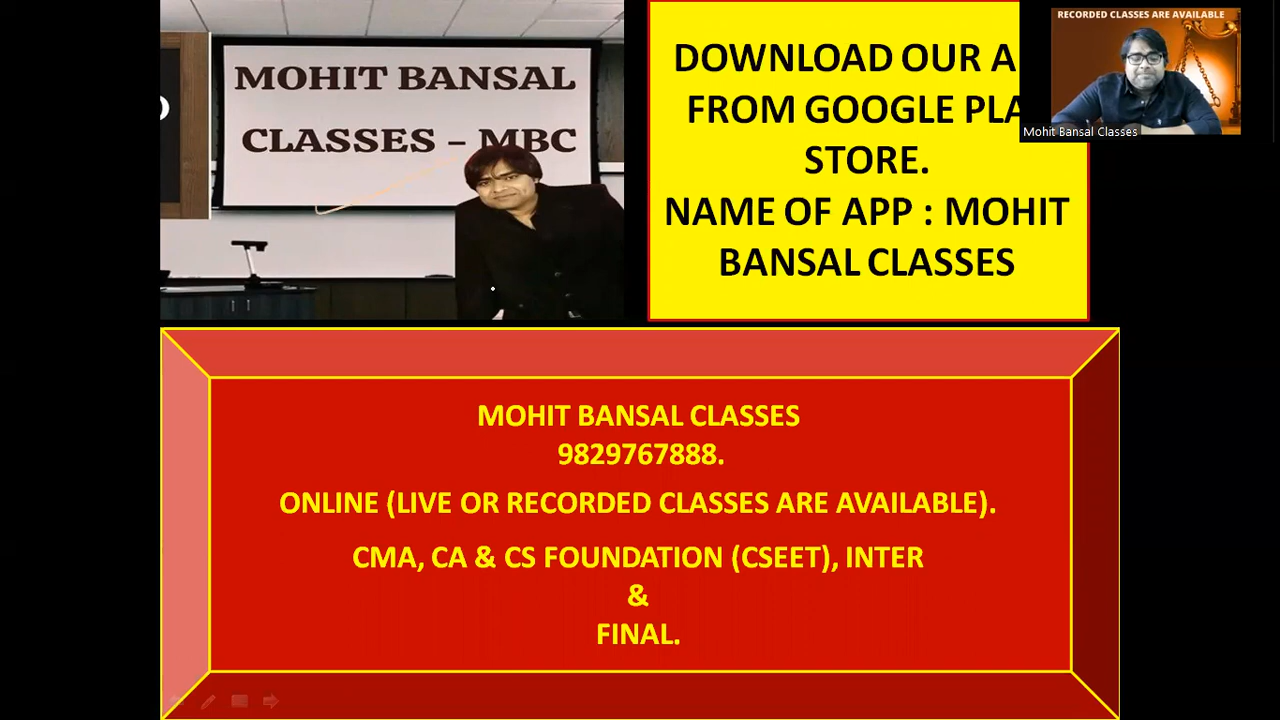 MOHIT BANSAL
CLASSES – MBC
DOWNLOAD OUR A
FROM GOOGLE PLA
STORE.
NAME OF APP : MOHIT
BANSAL CLASSES
RECORDED CLASSES ARE AVAILABLE
Mohit Bansal Classes
MOHIT BANSAL CLASSES
9829767888.
ONLINE (LIVE OR RECORDED CLASSES ARE AVAILABLE).
CMA, CA & CS FOUNDATION (CSEET), INTER
&
FINAL.